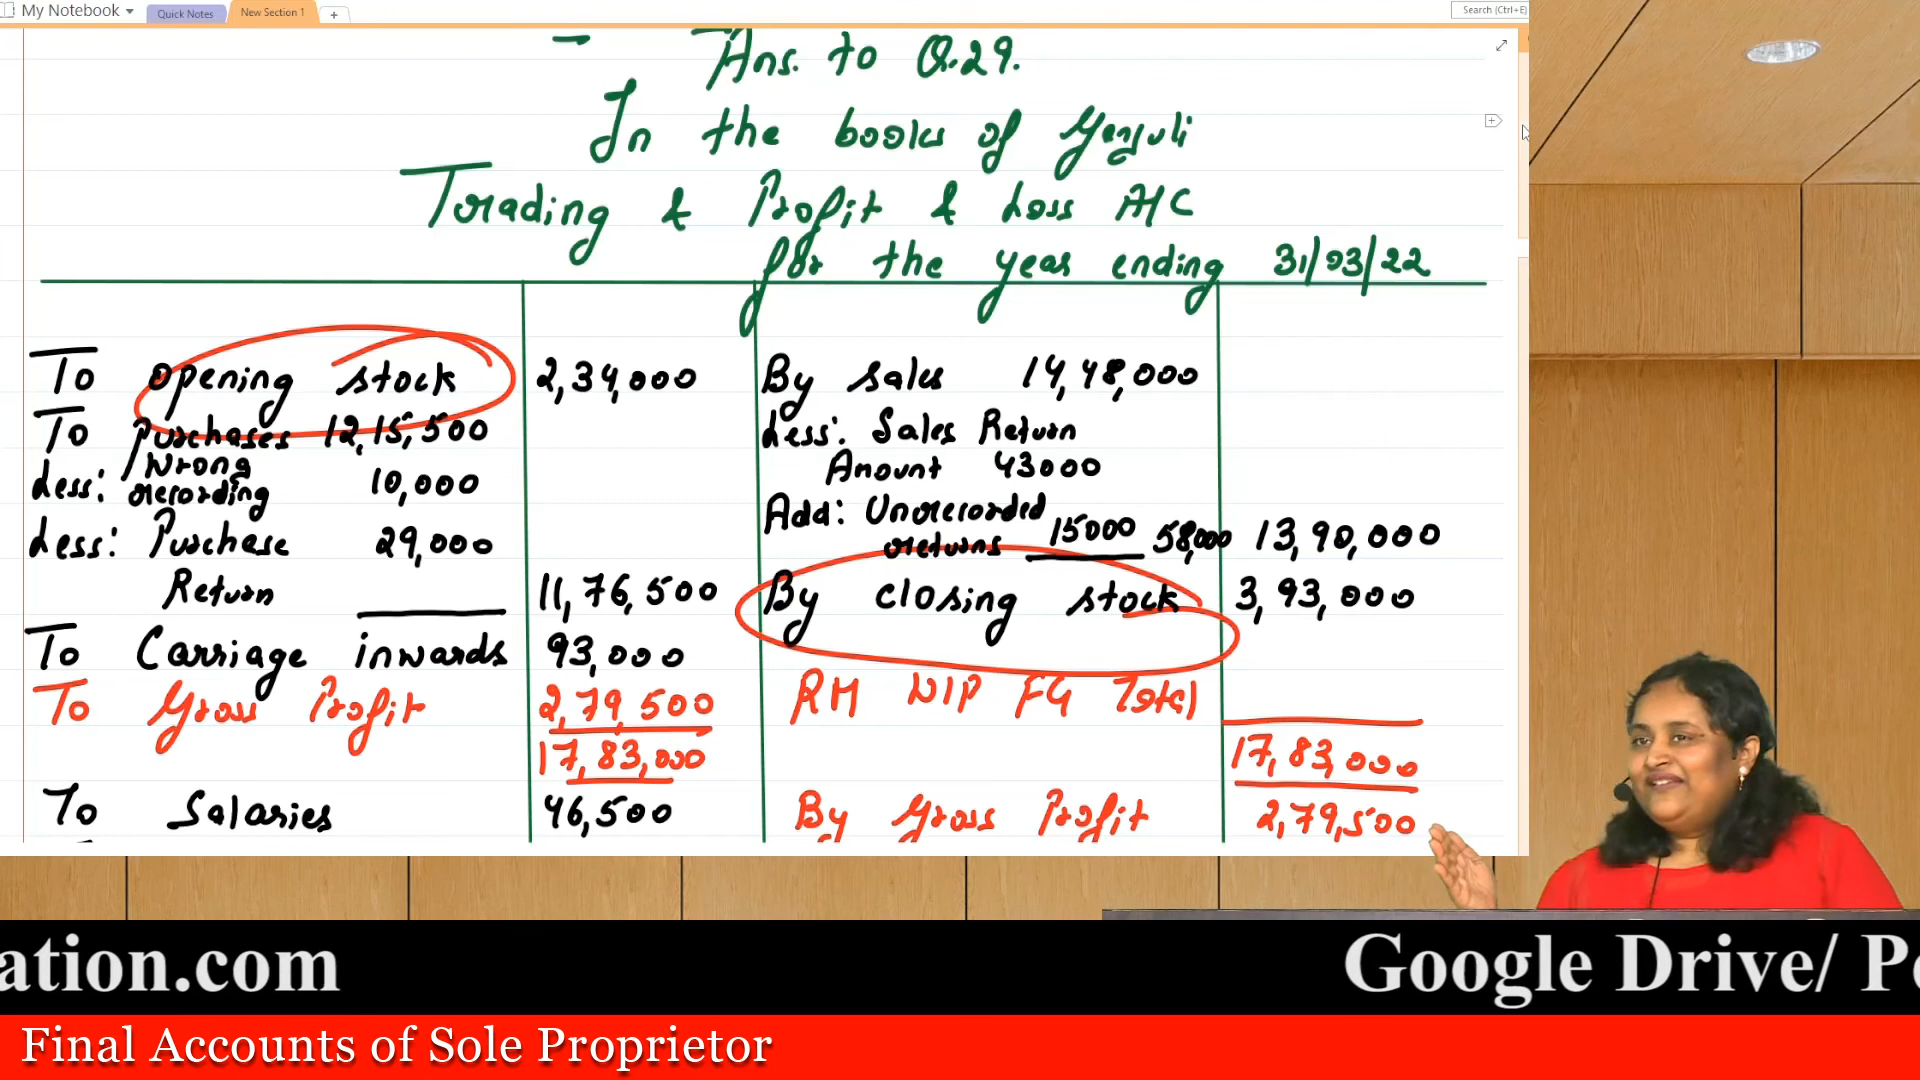 My Notebook
Quick Notes
New Section 1
+
Search (Ctrl+E)
Ans. to Q.29.
In the books of
Trading & Profit & Loss A/C
for the year ending 31/03/22
To opening stock 2,34,000
To Purchases 12,15,500
Less: Wrong recording 10,000
Less: Purchase 29,000
Return 11,76,500
To Carriage inwards 93,000
To Gross Profit 2,79,500
17,83,000
To Salaries 46,500
By Sales 14,48,000
Less: Sales Return
Amount 43000
Add: Unrecorded
returns 15000 58,000 13,90,000
By closing stock 3,93,000
RM WIP FG Total
17,83,000
By Gross Profit 2,79,500
ation.com
Google Drive/ P
Final Accounts of Sole Proprietor